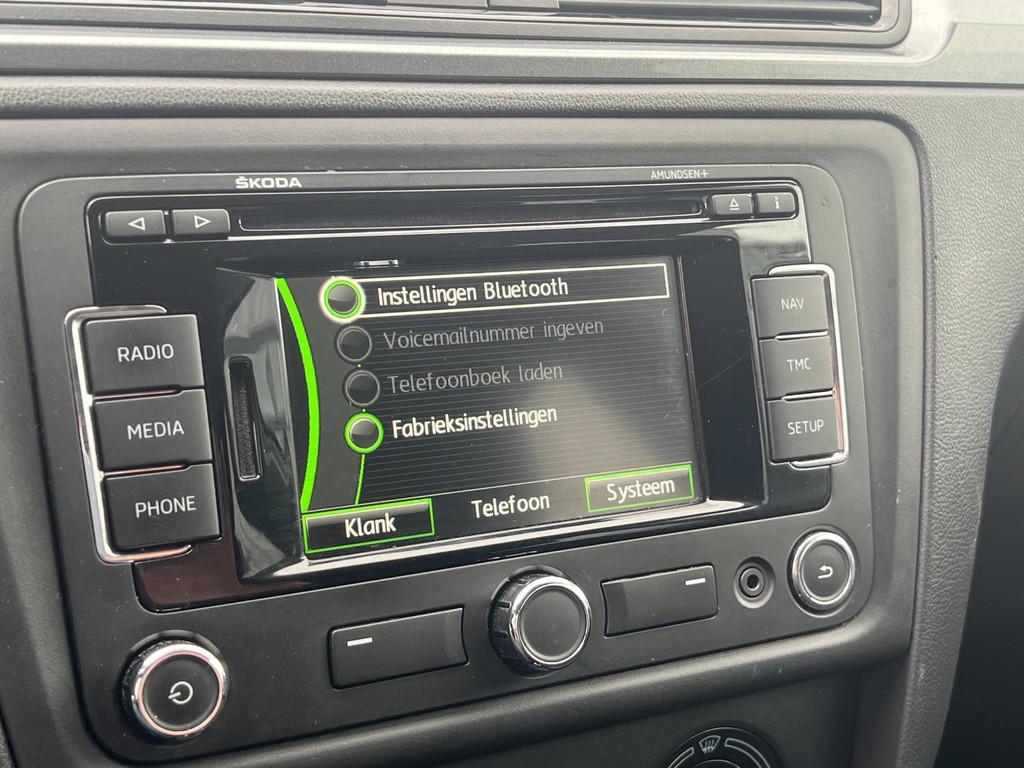 ŠKODA
AMUNDSEN+
i
RADIO
MEDIA
PHONE
Instellingen Bluetooth
Voicemailnummer ingeven
Telefoonboek laden
Fabrieksinstellingen
Klank
Telefoon
Systeem
NAV
TMC
SETUP